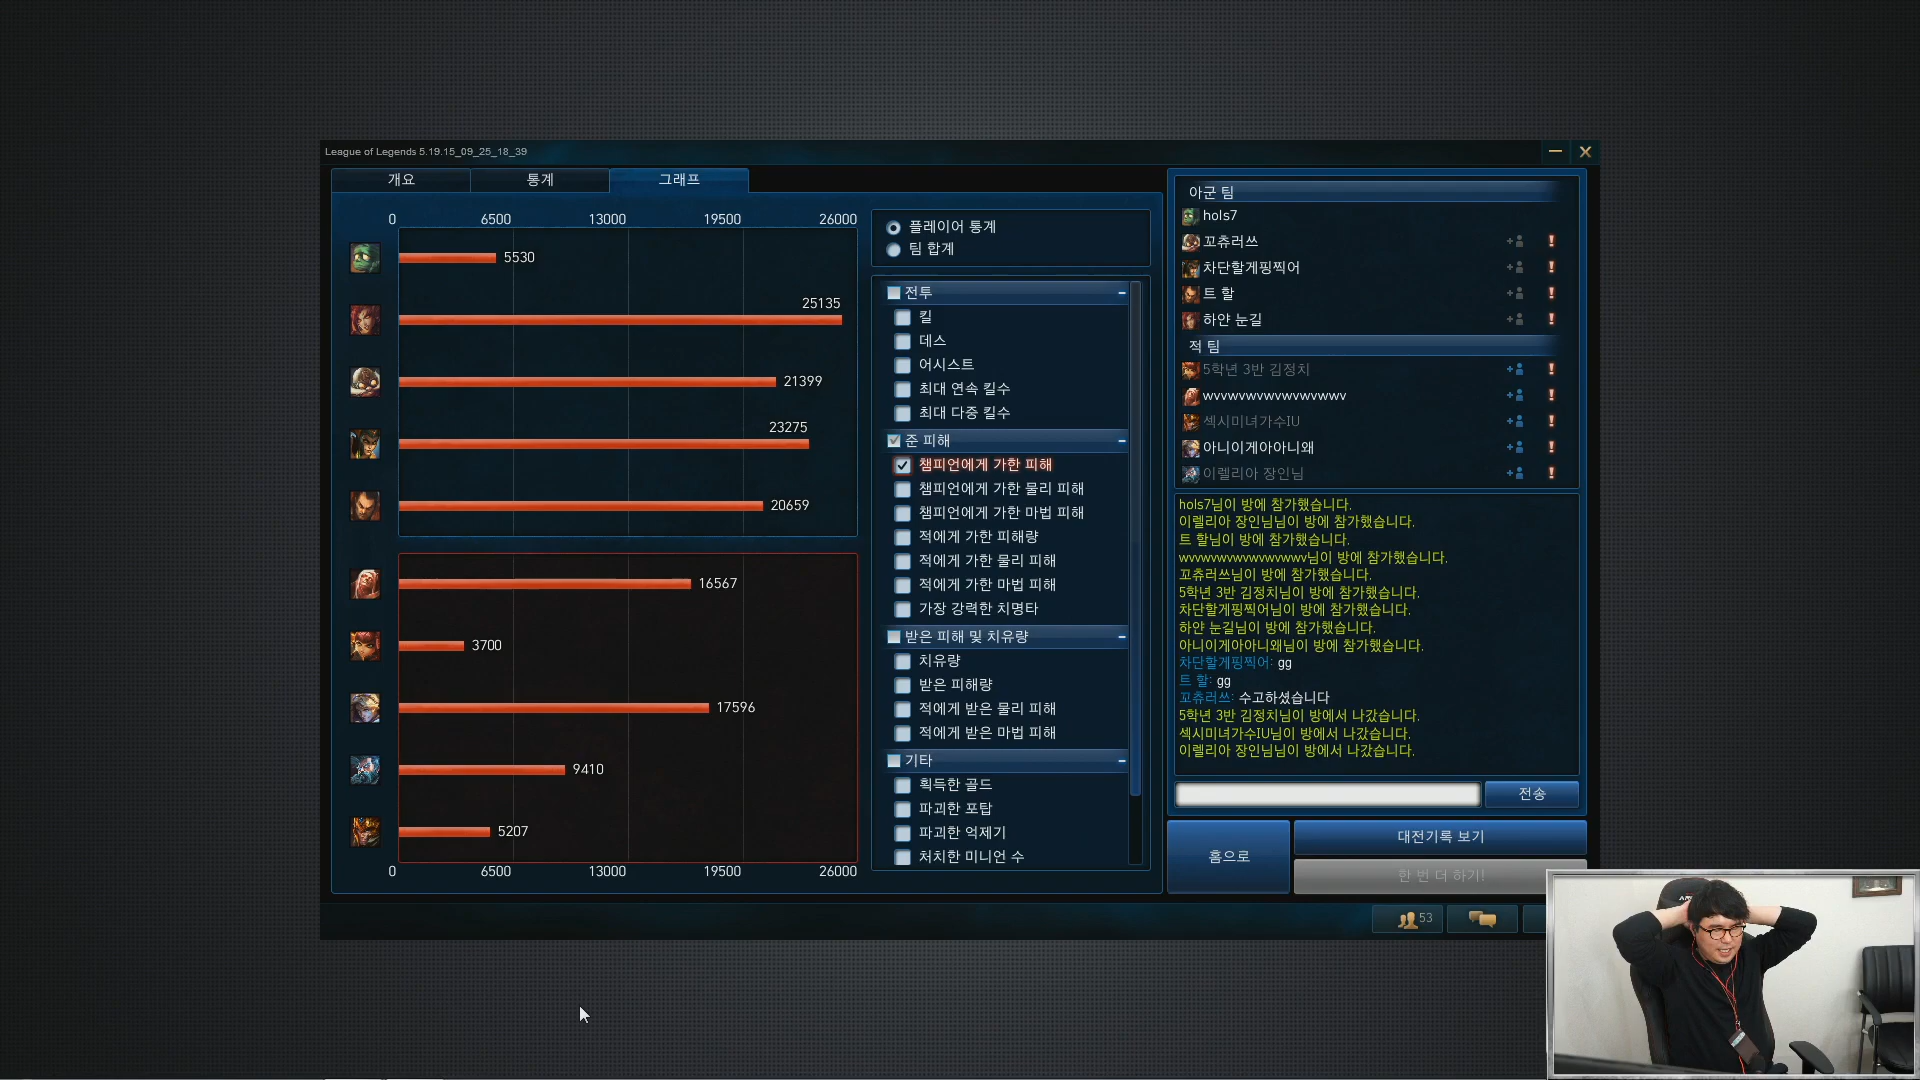 League of Legends 5.19.15_09_25_18_39
개요
통계
그래프
0 6500 13000 19500 26000
5530
25135
21399
23275
20659
16567
3700
17596
9410
5207
0 6500 13000 19500 26000
플레이어 통계
팀 합계
전투
킬
데스
어시스트
최대 연속 킬수
최대 다중 킬수
준 피해
챔피언에게 가한 피해
챔피언에게 가한 물리 피해
챔피언에게 가한 마법 피해
적에게 가한 피해량
적에게 가한 물리 피해
적에게 가한 마법 피해
가장 강력한 치명타
받은 피해 및 치유량
치유량
받은 피해량
적에게 받은 물리 피해
적에게 받은 마법 피해
기타
획득한 골드
파괴한 포탑
파괴한 억제기
처치한 미니언 수
아군 팀
hols7
꼬츄러쓰
차단할게핑찍어
트 할
하얀 눈길
적 팀
5학년 3반 김정치
wvwvwvwvwvwvwwv
섹시미녀가수IU
아니이게아아니왜
이렐리아 장인님
hols7님이 방에 참가했습니다.
이렐리아 장인님님이 방에 참가했습니다.
트 할님이 방에 참가했습니다.
wvwvwvwvwvwvwwv님이 방에 참가했습니다.
꼬츄러쓰님이 방에 참가했습니다.
5학년 3반 김정치님이 방에 참가했습니다.
차단할게핑찍어님이 방에 참가했습니다.
하얀 눈길님이 방에 참가했습니다.
아니이게아아니왜님이 방에 참가했습니다.
차단할게핑찍어: gg
트 할: gg
꼬츄러쓰: 수고하셨습니다
5학년 3반 김정치님이 방에서 나갔습니다.
섹시미녀가수IU님이 방에서 나갔습니다.
이렐리아 장인님님이 방에서 나갔습니다.
전송
홈으로
대전기록 보기
한 번 더 하기!
53